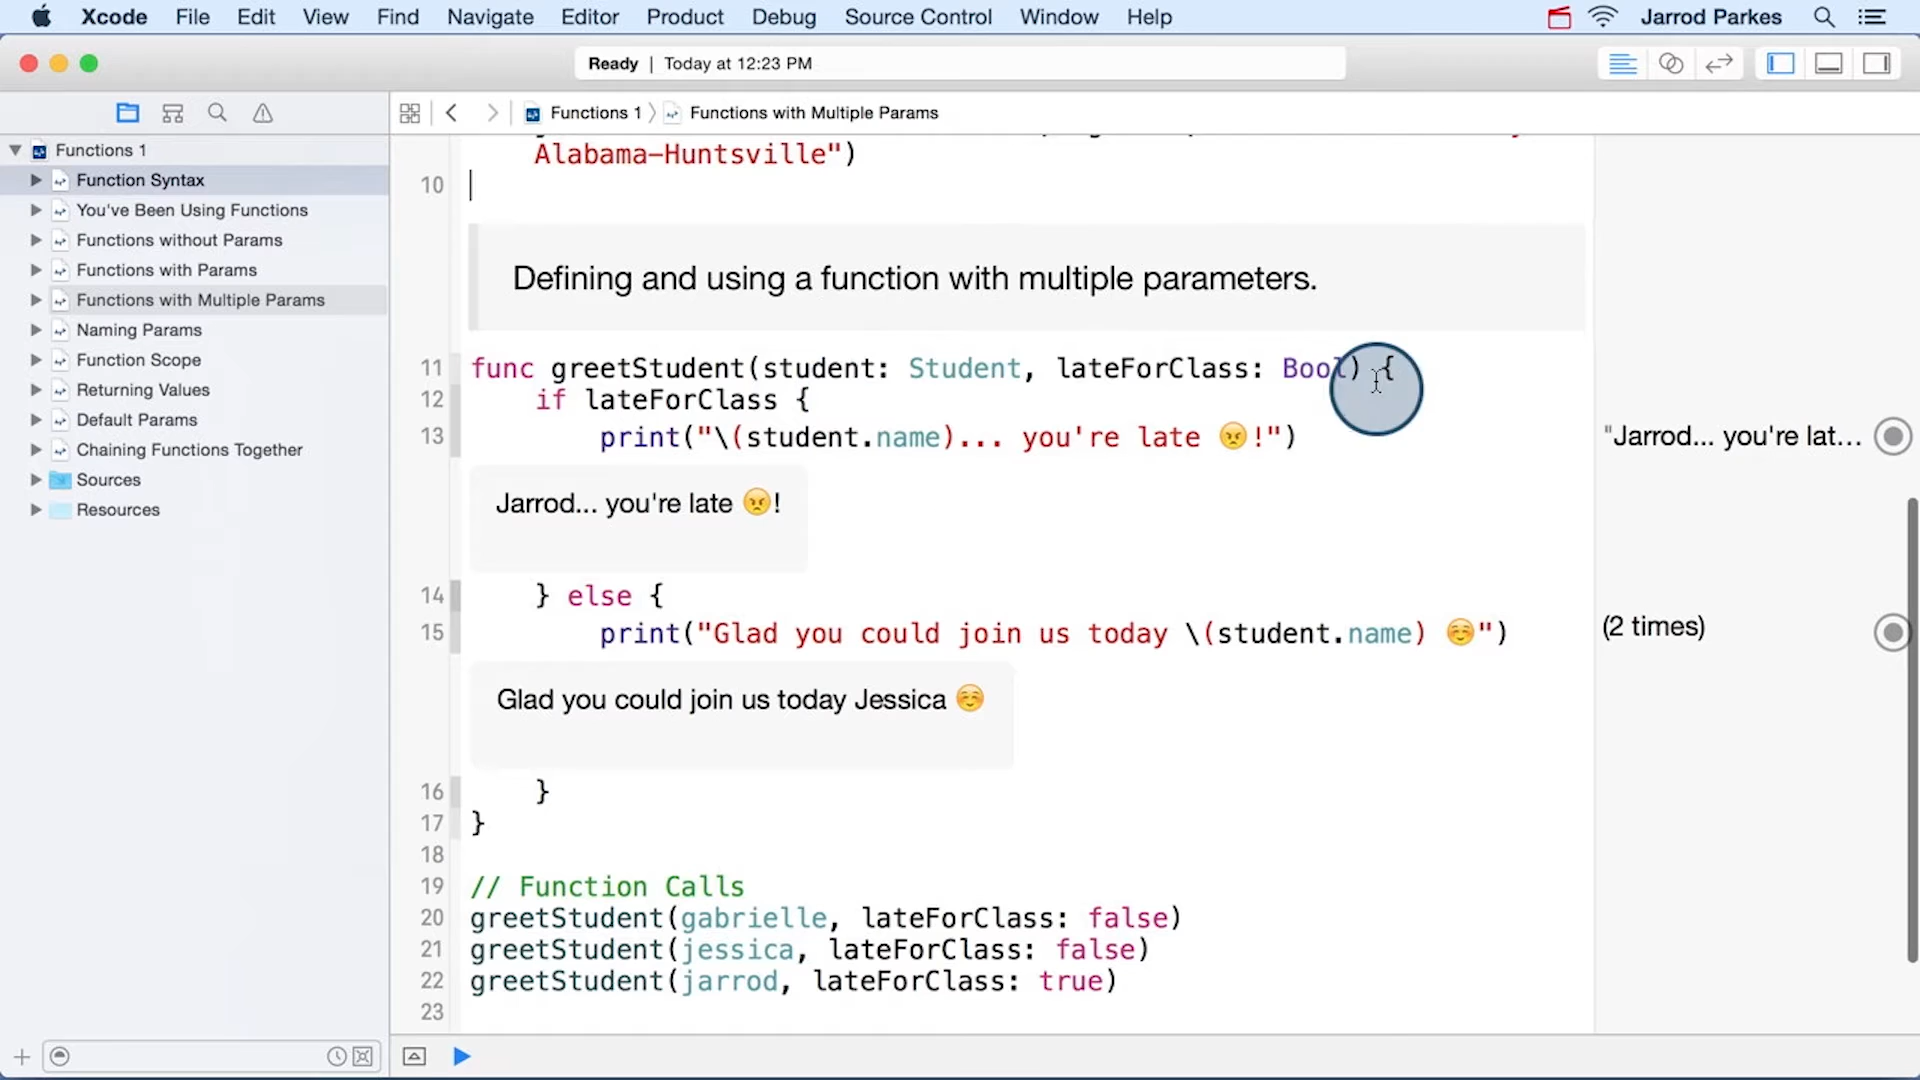 Xcode File Edit View Find Navigate Editor Product Debug Source Control Window Help Jarrod Parkes
Ready | Today at 12:23 PM
Functions 1 〉 Functions with Multiple Params
Functions 1
Function Syntax
You've Been Using Functions
Functions without Params
Functions with Params
Functions with Multiple Params
Naming Params
Function Scope
Returning Values
Default Params
Chaining Functions Together
Sources
Resources
Alabama-Huntsville")
10
Defining and using a function with multiple parameters.
11 func greetStudent(student: Student, lateForClass: Bool) {
12 if lateForClass {
13 print("\(student.name)... you're late 😠!")
"Jarrod... you're lat...
Jarrod... you're late 😠!
14 } else {
15 print("Glad you could join us today \(student.name) ☺️")
(2 times)
Glad you could join us today Jessica ☺️
16 }
17 }
18
19 // Function Calls
20 greetStudent(gabrielle, lateForClass: false)
21 greetStudent(jessica, lateForClass: false)
22 greetStudent(jarrod, lateForClass: true)
23